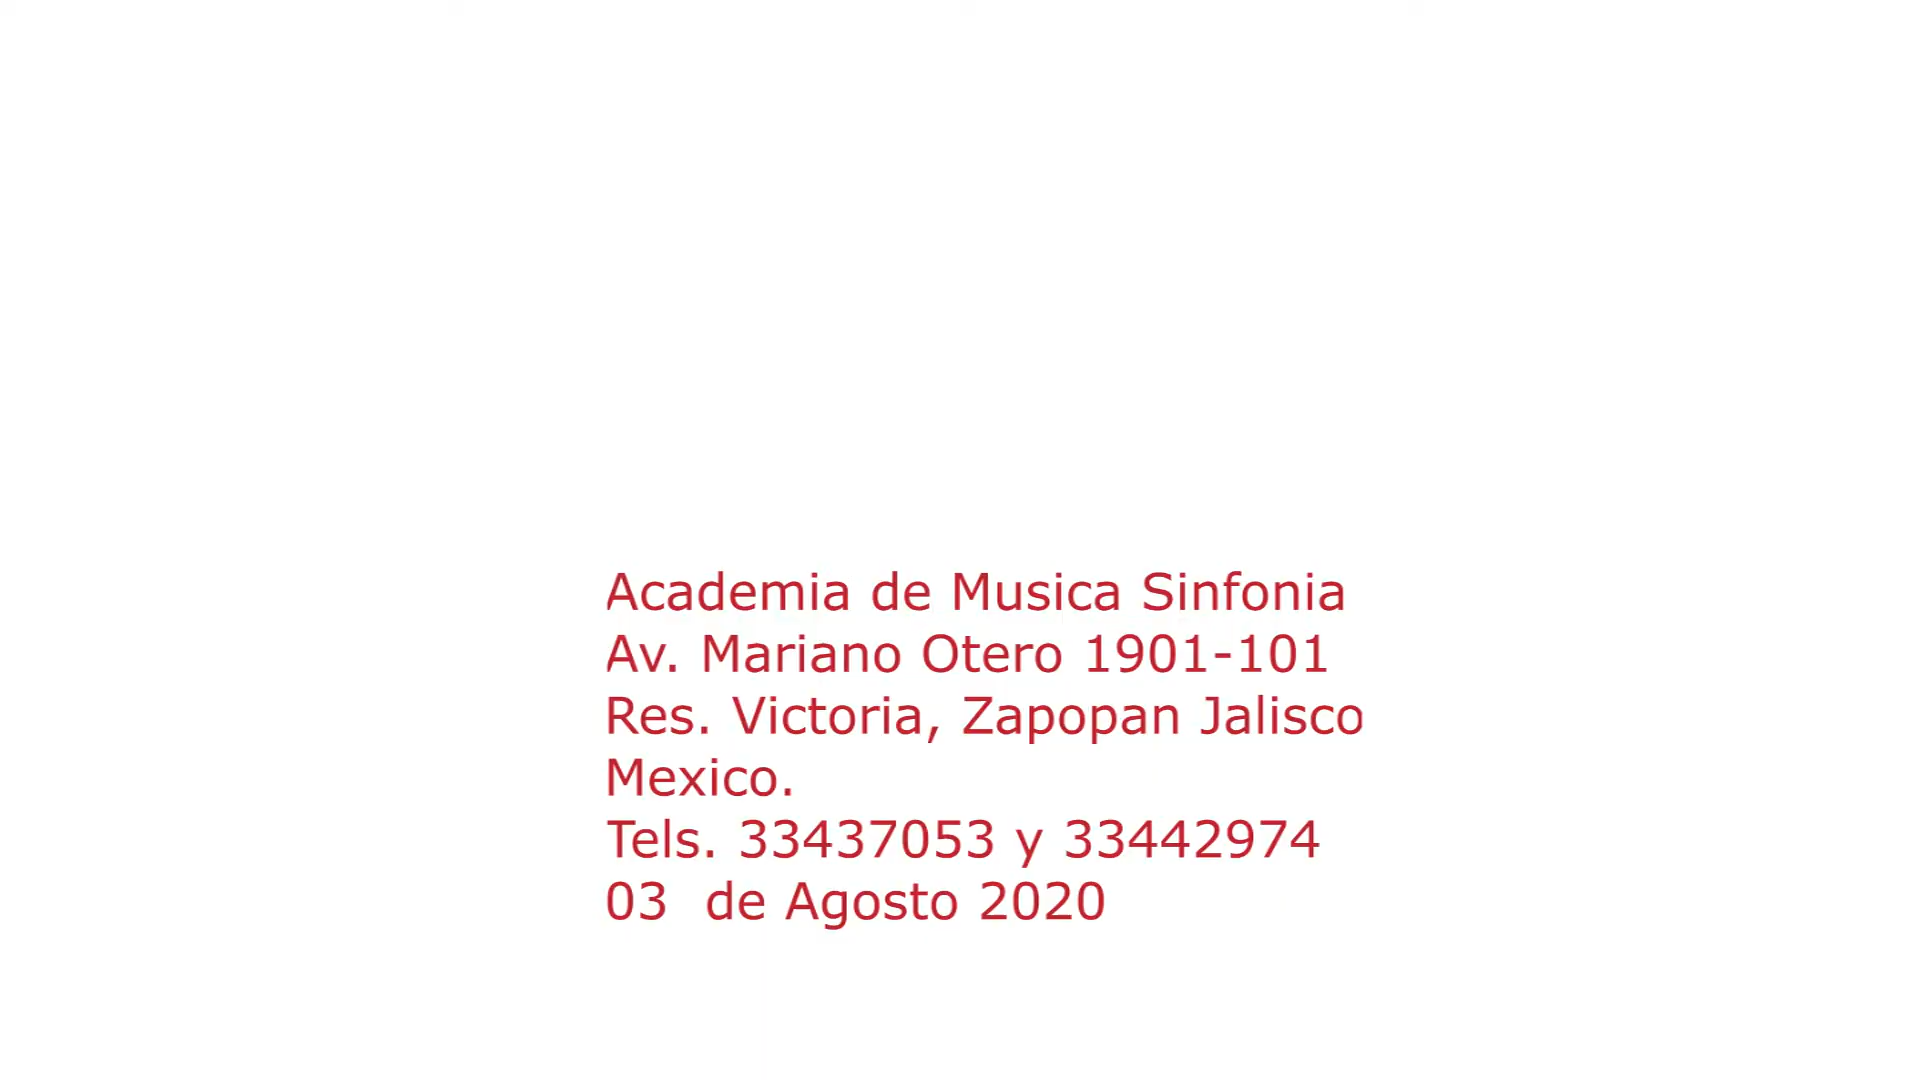 Academia de Musica Sinfonia
Av. Mariano Otero 1901-101
Res. Victoria, Zapopan Jalisco
Mexico.
Tels. 33437053 y 33442974
03  de Agosto 2020